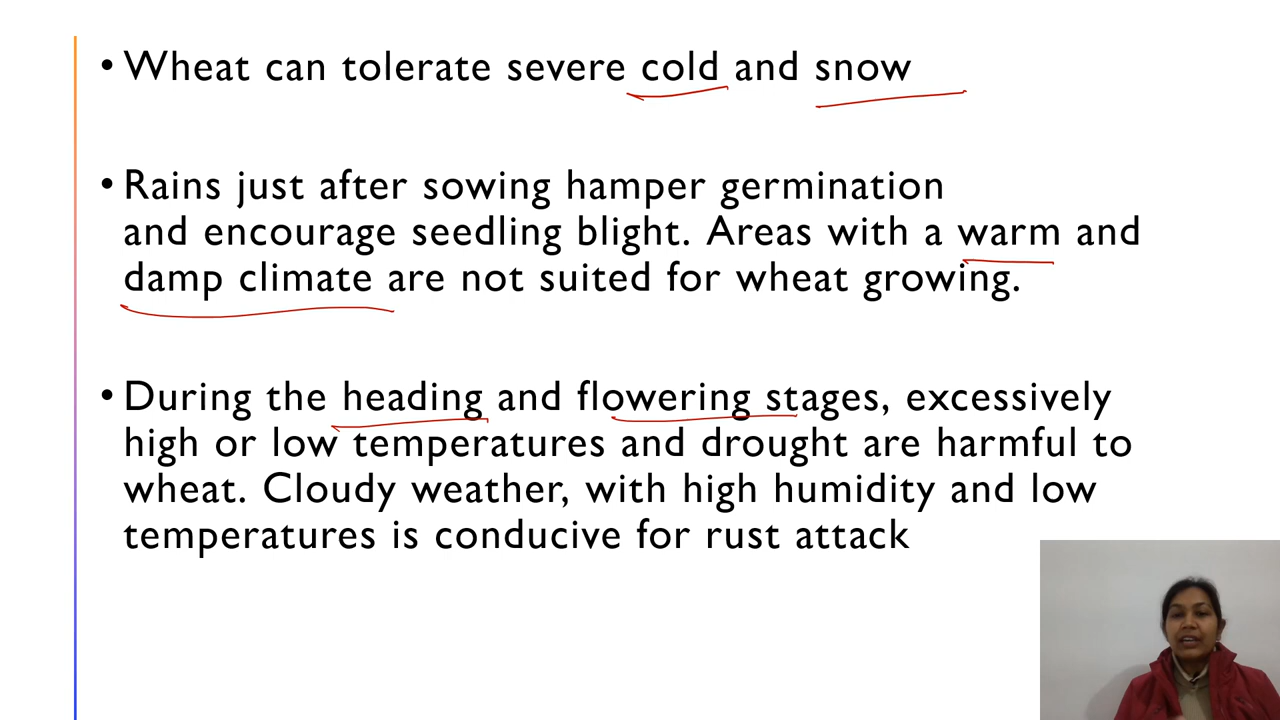 • Wheat can tolerate severe cold and snow
• Rains just after sowing hamper germination
and encourage seedling blight. Areas with a warm and
damp climate are not suited for wheat growing.
• During the heading and flowering stages, excessively
high or low temperatures and drought are harmful to
wheat. Cloudy weather, with high humidity and low
temperatures is conducive for rust attack